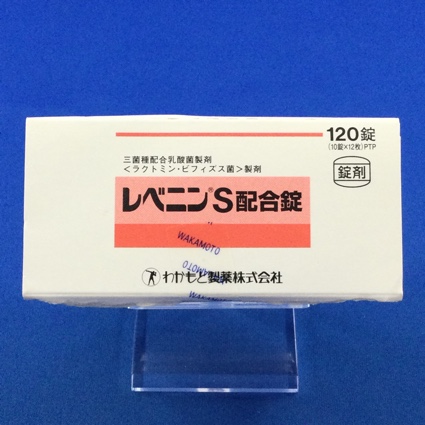 120錠
(10錠×12枚)PTP
三菌種配合乳酸菌製剤
<ラクトミン・ビフィズス菌>製剤
錠剤
レベニン®S配合錠
WAKAMOTO
WAKAMOTO
わかもと製薬株式会社